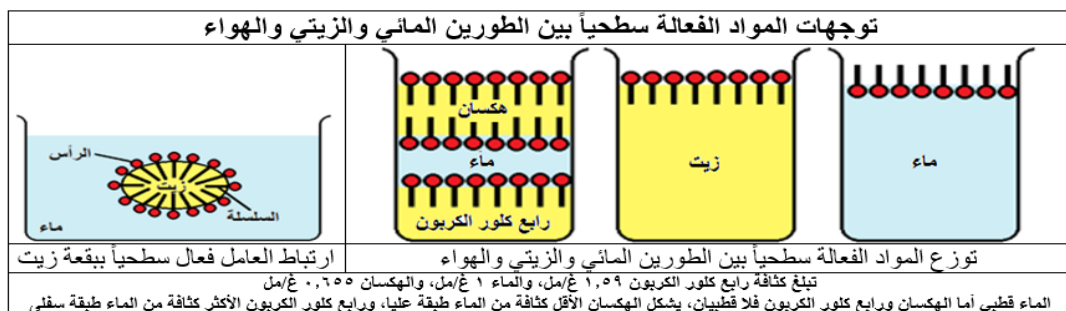 توجهات المواد الفعالة سطحياً بين الطورين المائي والزيتي والهواء
هكسان
ماء
رابع كلور الكربون
زيت
ماء
الرأس
زيت
السلسلة
ماء
توزع المواد الفعالة سطحياً بين الطورين المائي والزيتي والهواء
ارتباط العامل فعال سطحياً ببقعة زيت
تبلغ كثافة رابع كلور الكربون ١,٥٩ غ/مل، والماء ١ غ/مل، والهكسان ٠,٦٥٥ غ/مل
الماء قطبي أما الهكسان ورابع كلور الكربون فلا قطبيان، يشكل الهكسان الأقل كثافة من الماء طبقة عليا، ورابع كلور الكربون الأكثر كثافة من الماء طبقة سفلى